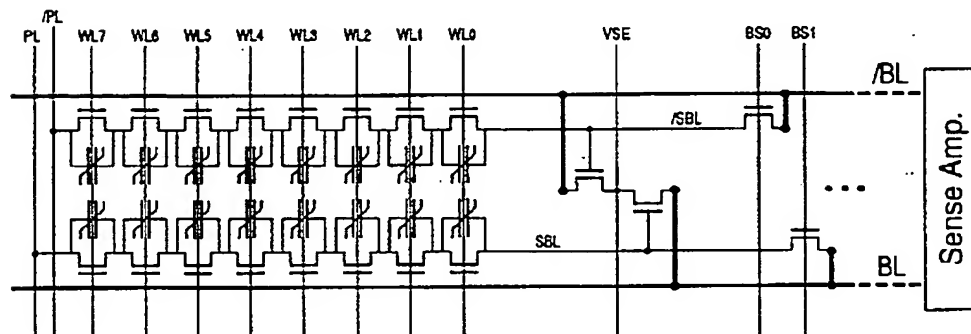 /PL
PL WL7 WL6 WL5 WL4 WL3 WL2 WL1 WL0 VSE BS0 BS1
/BL
/SBL
SBL
BL
Sense Amp.